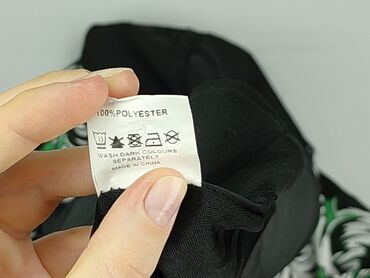 100%POLYESTER
WASH DARK COLOURS
SEPARATELY
MADE IN CHINA